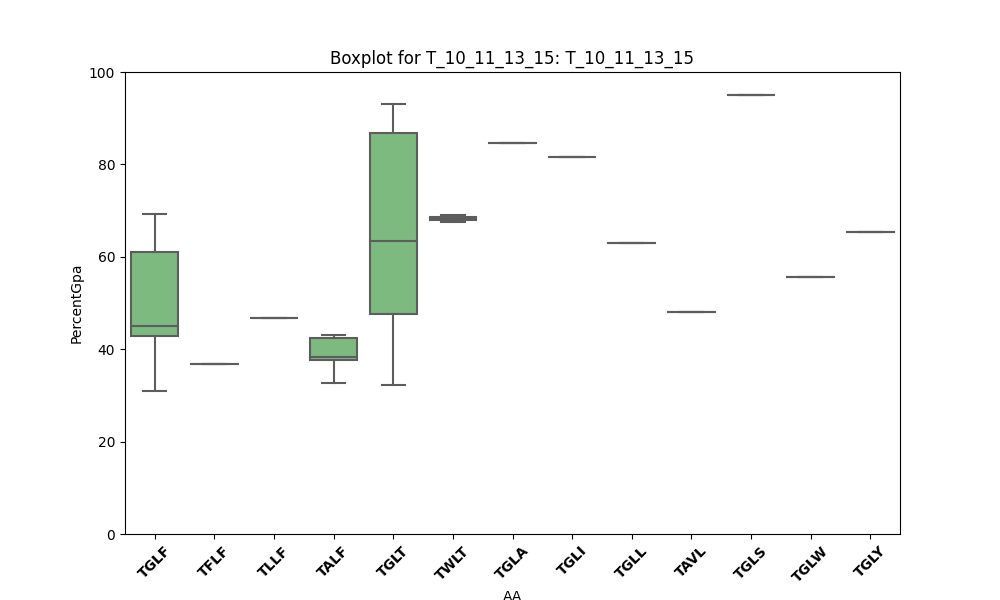 Boxplot for T_10_11_13_15: T_10_11_13_15
100
80
60
40
20
0
PercentGpa
TGLF TFLF TLLF TALF TGLT TWLT TGLA TGLI TGLL TAVL TGLS TGLW TGLY
AA